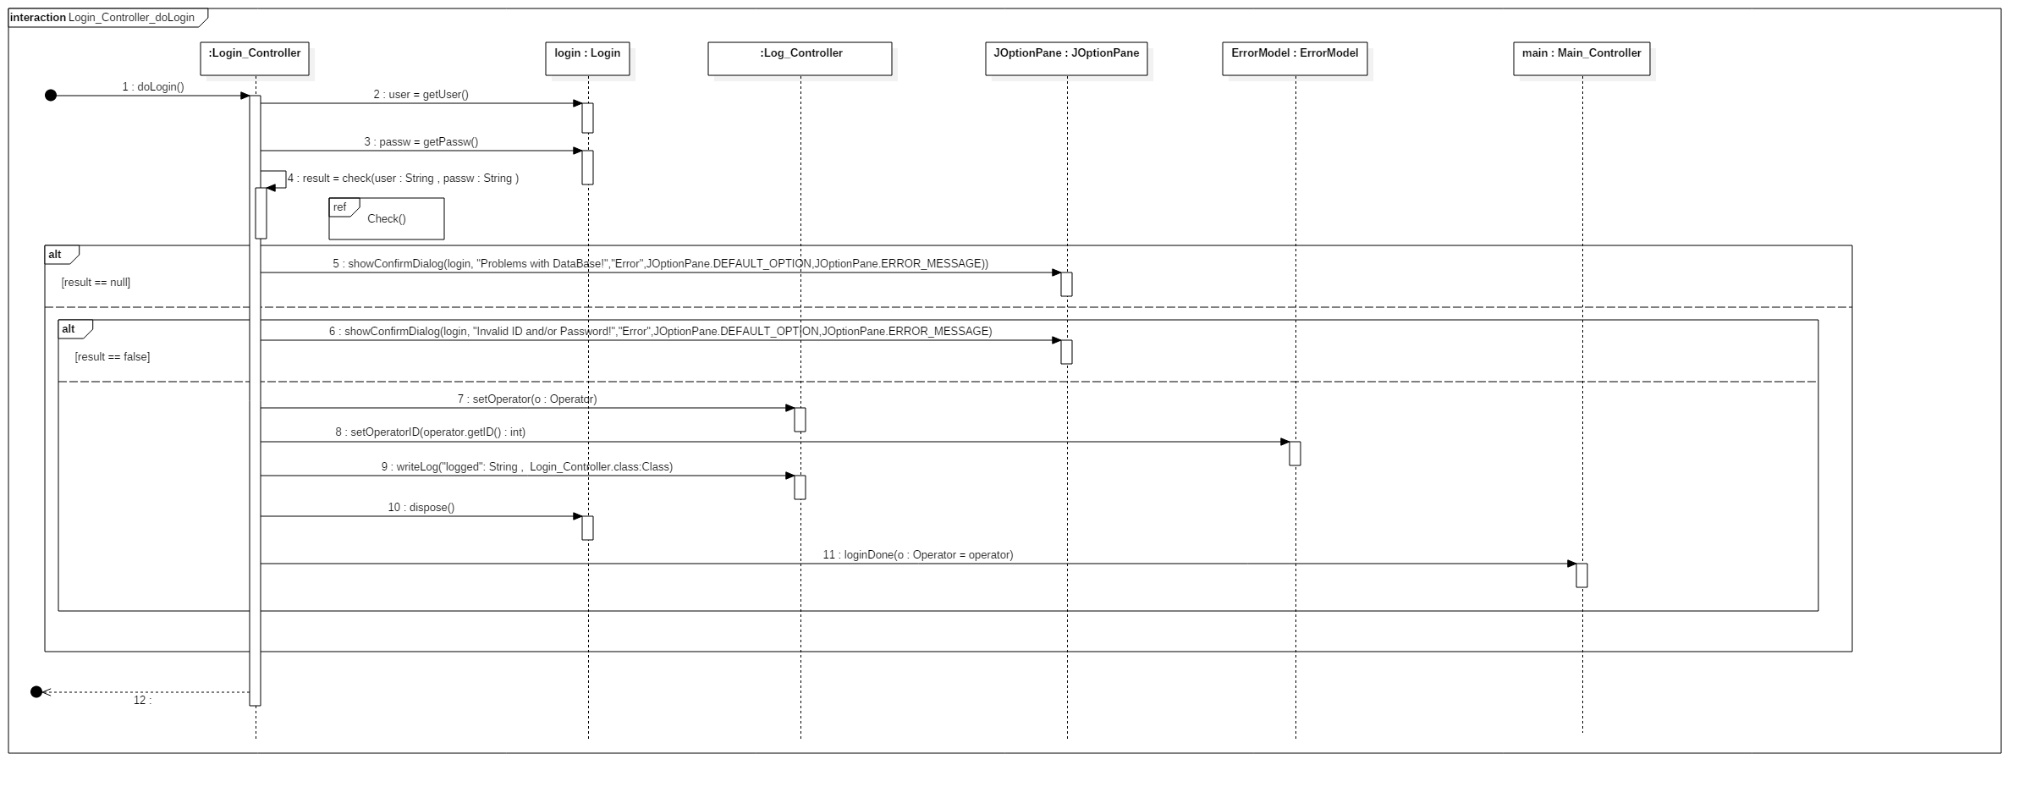 interaction Login_Controller_doLogin
:Login_Controller
login : Login
:Log_Controller
JOptionPane : JOptionPane
ErrorModel : ErrorModel
main : Main_Controller
1 : doLogin()
2 : user = getUser()
3 : passw = getPassw()
4 : result = check(user : String , passw : String )
ref
Check()
alt
5 : showConfirmDialog(login, "Problems with DataBase!","Error",JOptionPane.DEFAULT_OPTION,JOptionPane.ERROR_MESSAGE))
[result == null]
alt
6 : showConfirmDialog(login, "Invalid ID and/or Password!","Error",JOptionPane.DEFAULT_OPTION,JOptionPane.ERROR_MESSAGE)
[result == false]
7 : setOperator(o : Operator)
8 : setOperatorID(operator.getID() : int)
9 : writeLog("logged": String , Login_Controller.class:Class)
10 : dispose()
11 : loginDone(o : Operator = operator)
12 :